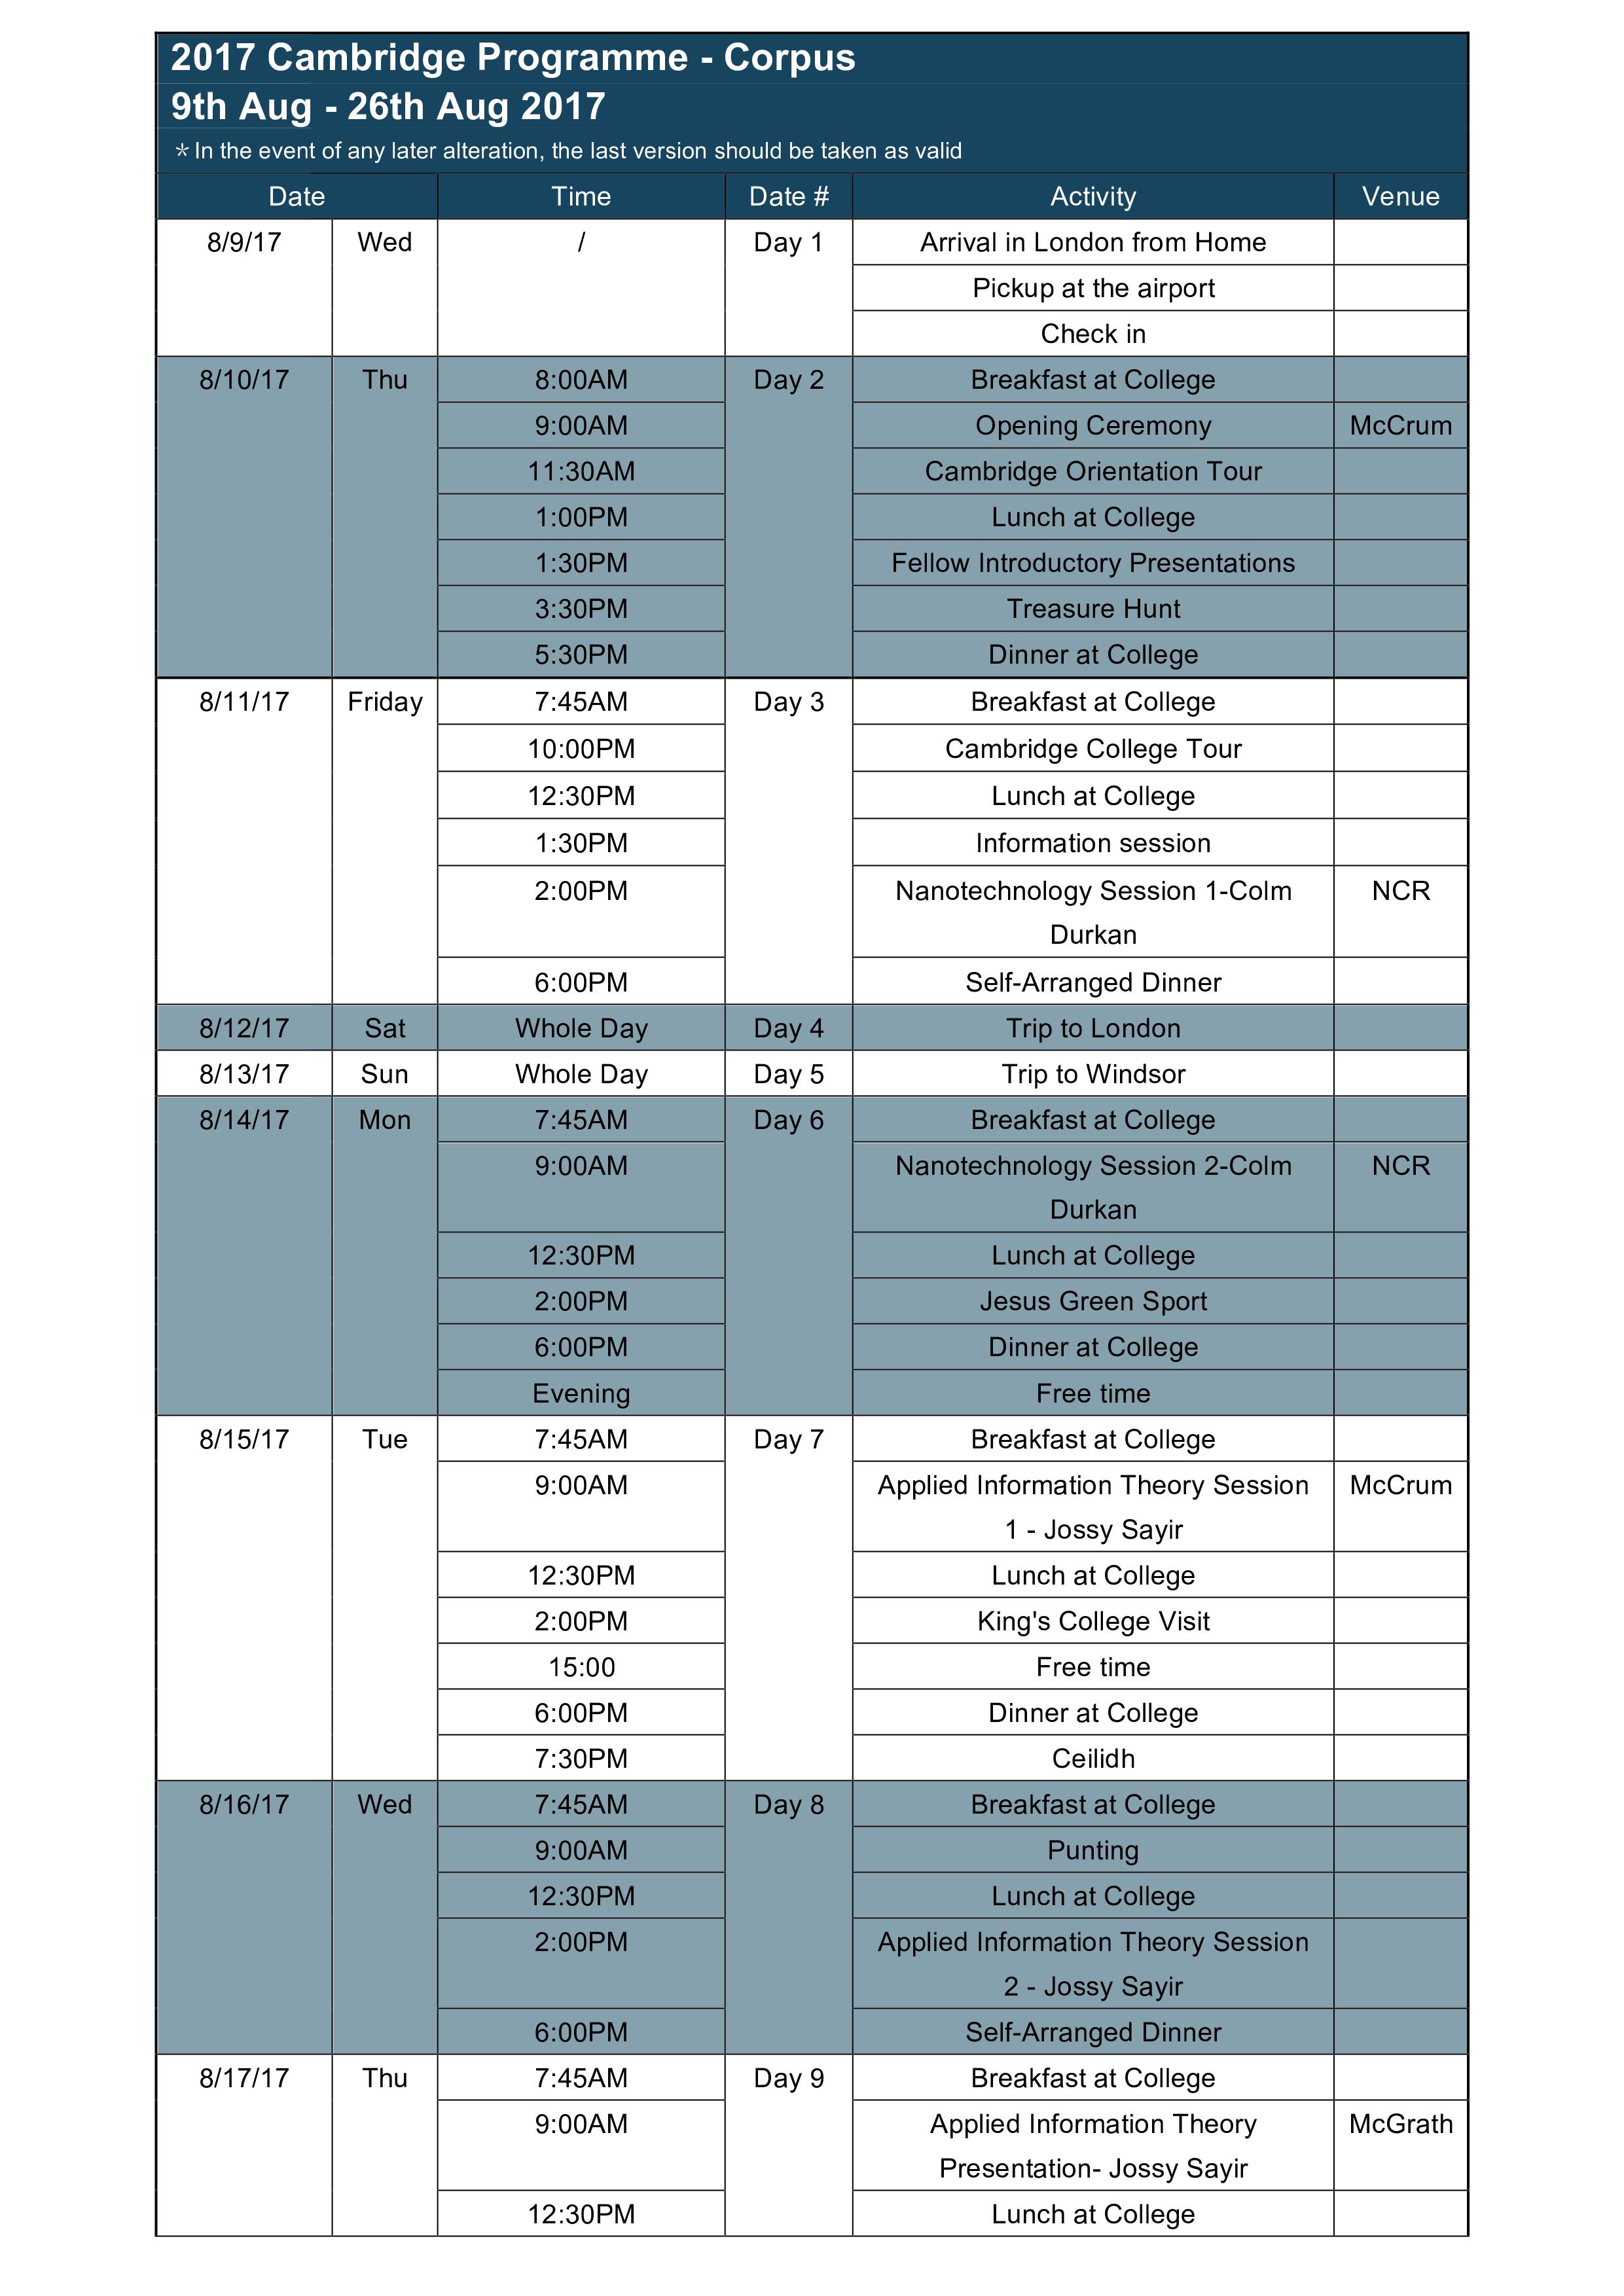 2017 Cambridge Programme - Corpus
9th Aug - 26th Aug 2017
* In the event of any later alteration, the last version should be taken as valid
Date Time Date # Activity Venue
8/9/17 Wed / Day 1 Arrival in London from Home
Pickup at the airport
Check in
8/10/17 Thu 8:00AM Day 2 Breakfast at College
9:00AM Opening Ceremony McCrum
11:30AM Cambridge Orientation Tour
1:00PM Lunch at College
1:30PM Fellow Introductory Presentations
3:30PM Treasure Hunt
5:30PM Dinner at College
8/11/17 Friday 7:45AM Day 3 Breakfast at College
10:00PM Cambridge College Tour
12:30PM Lunch at College
1:30PM Information session
2:00PM Nanotechnology Session 1-Colm NCR
Durkan
6:00PM Self-Arranged Dinner
8/12/17 Sat Whole Day Day 4 Trip to London
8/13/17 Sun Whole Day Day 5 Trip to Windsor
8/14/17 Mon 7:45AM Day 6 Breakfast at College
9:00AM Nanotechnology Session 2-Colm NCR
Durkan
12:30PM Lunch at College
2:00PM Jesus Green Sport
6:00PM Dinner at College
Evening Free time
8/15/17 Tue 7:45AM Day 7 Breakfast at College
9:00AM Applied Information Theory Session McCrum
1 - Jossy Sayir
12:30PM Lunch at College
2:00PM King's College Visit
15:00 Free time
6:00PM Dinner at College
7:30PM Ceilidh
8/16/17 Wed 7:45AM Day 8 Breakfast at College
9:00AM Punting
12:30PM Lunch at College
2:00PM Applied Information Theory Session
2 - Jossy Sayir
6:00PM Self-Arranged Dinner
8/17/17 Thu 7:45AM Day 9 Breakfast at College
9:00AM Applied Information Theory McGrath
Presentation- Jossy Sayir
12:30PM Lunch at College